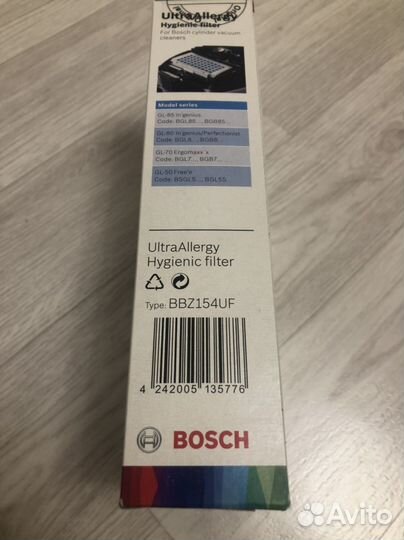 UltraAllergy
Hygienic filter
For Bosch cylinder vacuum
cleaners
Model series
GL-85 In'genius
Code: BGL85..., BGB85...
GL-80 In'genius/Perfectionist
Code: BGL8..., BGB8...
GL-70 Ergomaxx'x
Code: BGL7..., BGB7...
GL-50 Free'e
Code: BSGL5..., BGL5S...
UltraAllergy
Hygienic filter
Type: BBZ154UF
4 242005 135776
BOSCH
Avito